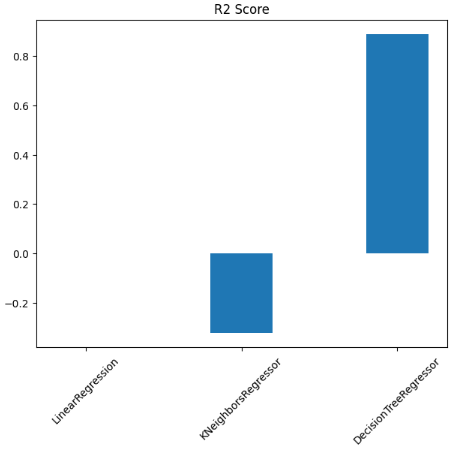 R2 Score
0.8
0.6
0.4
0.2
0.0
−0.2
LinearRegression
KNeighborsRegressor
DecisionTreeRegressor